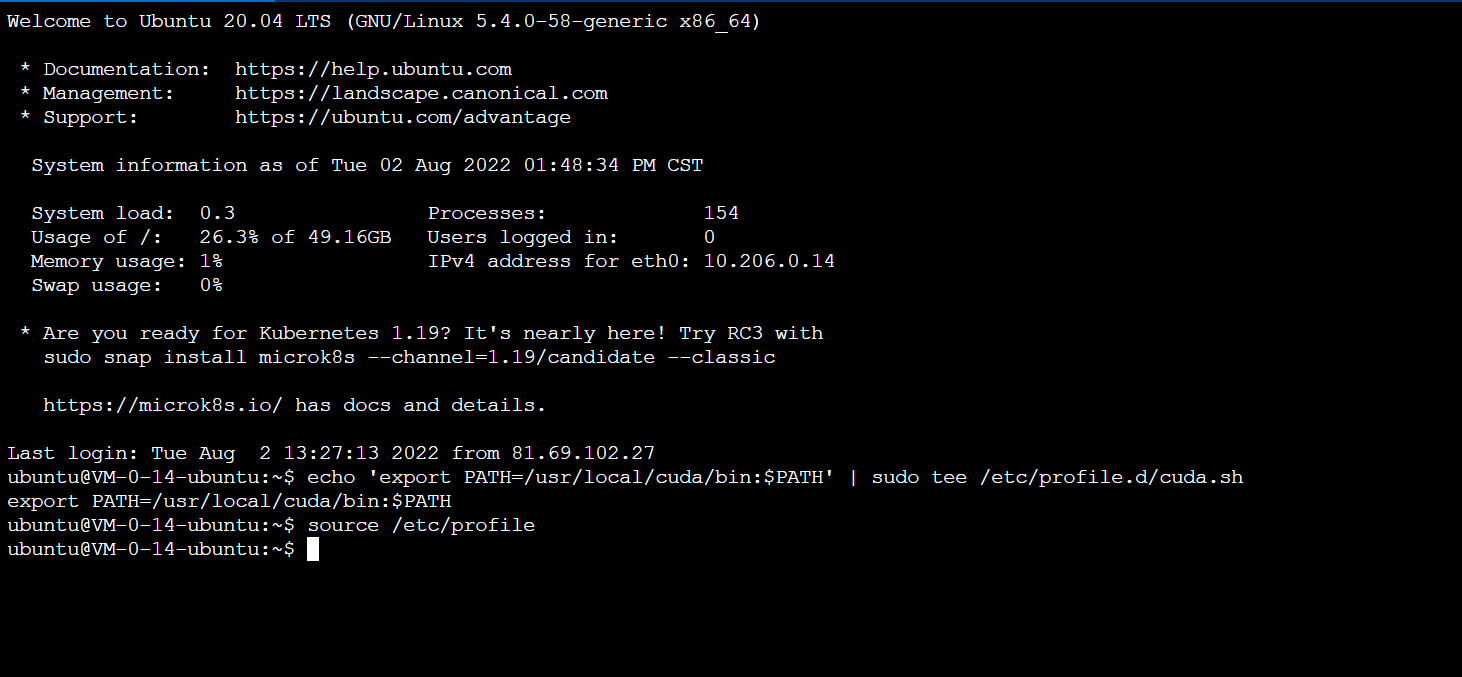 Welcome to Ubuntu 20.04 LTS (GNU/Linux 5.4.0-58-generic x86_64)
* Documentation:  https://help.ubuntu.com
* Management:     https://landscape.canonical.com
* Support:        https://ubuntu.com/advantage
System information as of Tue 02 Aug 2022 01:48:34 PM CST
System load:  0.3                Processes:             154
Usage of /:   26.3% of 49.16GB   Users logged in:       0
Memory usage: 1%                 IPv4 address for eth0: 10.206.0.14
Swap usage:   0%
* Are you ready for Kubernetes 1.19? It's nearly here! Try RC3 with
sudo snap install microk8s --channel=1.19/candidate --classic
https://microk8s.io/ has docs and details.
Last login: Tue Aug  2 13:27:13 2022 from 81.69.102.27
ubuntu@VM-0-14-ubuntu:~$ echo 'export PATH=/usr/local/cuda/bin:$PATH' | sudo tee /etc/profile.d/cuda.sh
export PATH=/usr/local/cuda/bin:$PATH
ubuntu@VM-0-14-ubuntu:~$ source /etc/profile
ubuntu@VM-0-14-ubuntu:~$